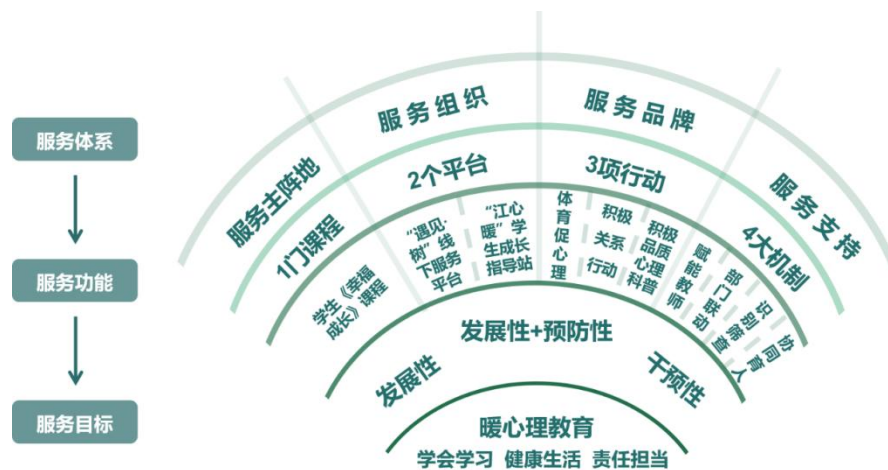 服务体系
服务功能
服务目标
服务主阵地
服务组织
服务品牌
服务支持
1门课程
2个平台
3项行动
4大机制
学生《幸福
成长》课程
“遇见·
树”线
下服务
平台
“江心
暖”学
生成长
指导站
体育促心理
积极
关系
行动
积极
品质
心理
科普
赋能教师
部门联动
识别筛查
协同育人
发展性
发展性+预防性
干预性
暖心理教育
学会学习 健康生活 责任担当